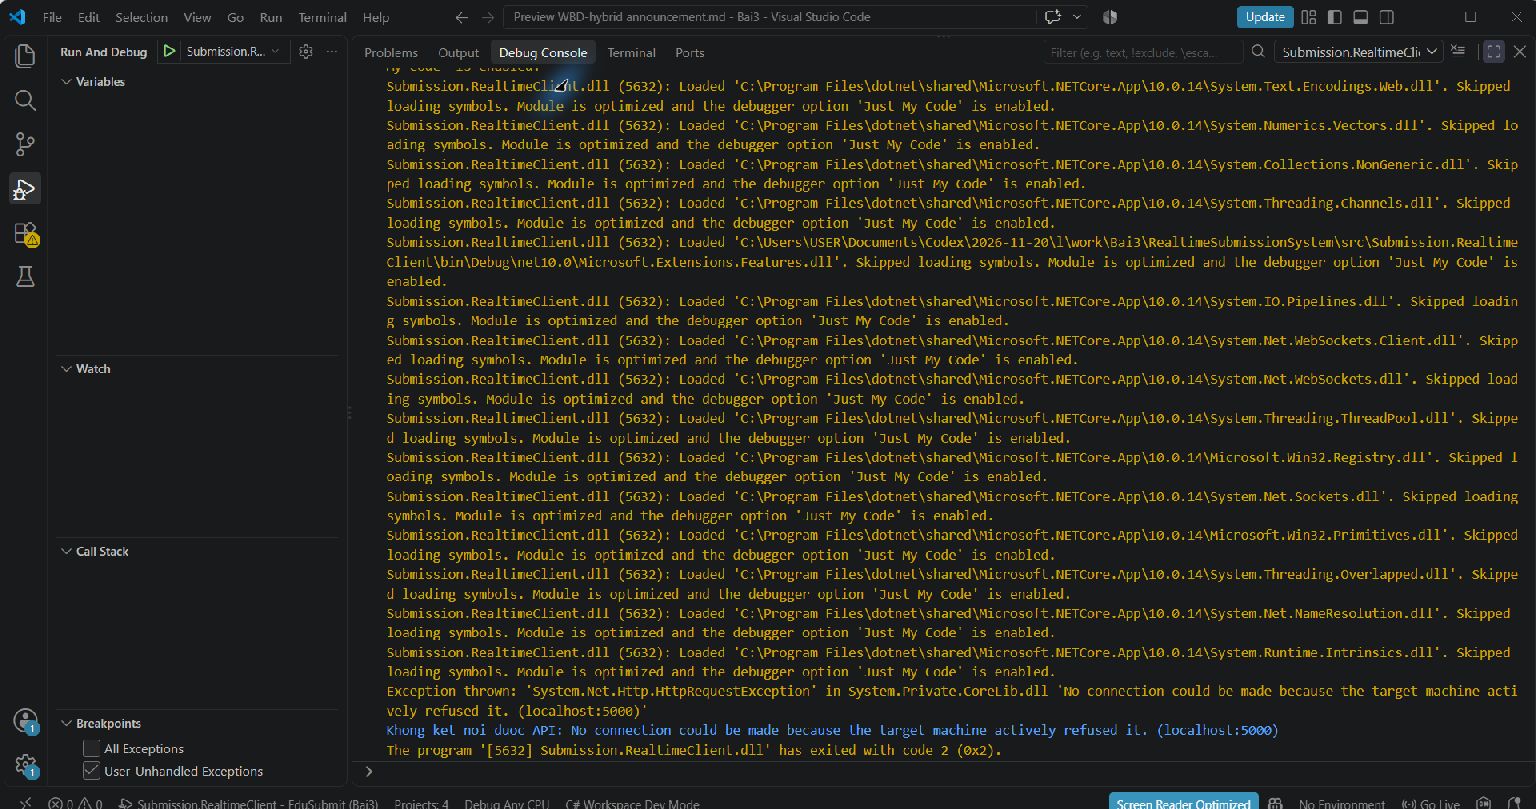 File Edit Selection View Go Run Terminal Help
Preview WBD-hybrid announcement.md - Bai3 - Visual Studio Code
Update
Run And Debug
Submission.R...
Problems Output Debug Console Terminal Ports
Filter (e.g. text, !exclude, \esca...
Submission.RealtimeCli
Variables
Watch
Call Stack
Breakpoints
All Exceptions
User-Unhandled Exceptions
My Code' is enabled.
Submission.RealtimeClient.dll (5632): Loaded 'C:\Program Files\dotnet\shared\Microsoft.NETCore.App\10.0.14\System.Text.Encodings.Web.dll'. Skipped
loading symbols. Module is optimized and the debugger option 'Just My Code' is enabled.
Submission.RealtimeClient.dll (5632): Loaded 'C:\Program Files\dotnet\shared\Microsoft.NETCore.App\10.0.14\System.Numerics.Vectors.dll'. Skipped lo
ading symbols. Module is optimized and the debugger option 'Just My Code' is enabled.
Submission.RealtimeClient.dll (5632): Loaded 'C:\Program Files\dotnet\shared\Microsoft.NETCore.App\10.0.14\System.Collections.NonGeneric.dll'. Skip
ped loading symbols. Module is optimized and the debugger option 'Just My Code' is enabled.
Submission.RealtimeClient.dll (5632): Loaded 'C:\Program Files\dotnet\shared\Microsoft.NETCore.App\10.0.14\System.Threading.Channels.dll'. Skipped
loading symbols. Module is optimized and the debugger option 'Just My Code' is enabled.
Submission.RealtimeClient.dll (5632): Loaded 'C:\Users\USER\Documents\Codex\2026-11-20\l\work\Bai3\RealtimeSubmissionSystem\src\Submission.Realtime
Client\bin\Debug\net10.0\Microsoft.Extensions.Features.dll'. Skipped loading symbols. Module is optimized and the debugger option 'Just My Code' is
enabled.
Submission.RealtimeClient.dll (5632): Loaded 'C:\Program Files\dotnet\shared\Microsoft.NETCore.App\10.0.14\System.IO.Pipelines.dll'. Skipped loadin
g symbols. Module is optimized and the debugger option 'Just My Code' is enabled.
Submission.RealtimeClient.dll (5632): Loaded 'C:\Program Files\dotnet\shared\Microsoft.NETCore.App\10.0.14\System.Net.WebSockets.Client.dll'. Skipp
ed loading symbols. Module is optimized and the debugger option 'Just My Code' is enabled.
Submission.RealtimeClient.dll (5632): Loaded 'C:\Program Files\dotnet\shared\Microsoft.NETCore.App\10.0.14\System.Net.WebSockets.dll'. Skipped load
ing symbols. Module is optimized and the debugger option 'Just My Code' is enabled.
Submission.RealtimeClient.dll (5632): Loaded 'C:\Program Files\dotnet\shared\Microsoft.NETCore.App\10.0.14\System.Threading.ThreadPool.dll'. Skippe
d loading symbols. Module is optimized and the debugger option 'Just My Code' is enabled.
Submission.RealtimeClient.dll (5632): Loaded 'C:\Program Files\dotnet\shared\Microsoft.NETCore.App\10.0.14\Microsoft.Win32.Registry.dll'. Skipped l
oading symbols. Module is optimized and the debugger option 'Just My Code' is enabled.
Submission.RealtimeClient.dll (5632): Loaded 'C:\Program Files\dotnet\shared\Microsoft.NETCore.App\10.0.14\System.Net.Sockets.dll'. Skipped loading
symbols. Module is optimized and the debugger option 'Just My Code' is enabled.
Submission.RealtimeClient.dll (5632): Loaded 'C:\Program Files\dotnet\shared\Microsoft.NETCore.App\10.0.14\Microsoft.Win32.Primitives.dll'. Skipped
loading symbols. Module is optimized and the debugger option 'Just My Code' is enabled.
Submission.RealtimeClient.dll (5632): Loaded 'C:\Program Files\dotnet\shared\Microsoft.NETCore.App\10.0.14\System.Threading.Overlapped.dll'. Skippe
d loading symbols. Module is optimized and the debugger option 'Just My Code' is enabled.
Submission.RealtimeClient.dll (5632): Loaded 'C:\Program Files\dotnet\shared\Microsoft.NETCore.App\10.0.14\System.Net.NameResolution.dll'. Skipped
loading symbols. Module is optimized and the debugger option 'Just My Code' is enabled.
Submission.RealtimeClient.dll (5632): Loaded 'C:\Program Files\dotnet\shared\Microsoft.NETCore.App\10.0.14\System.Runtime.Intrinsics.dll'. Skipped
loading symbols. Module is optimized and the debugger option 'Just My Code' is enabled.
Exception thrown: 'System.Net.Http.HttpRequestException' in System.Private.CoreLib.dll 'No connection could be made because the target machine acti
vely refused it. (localhost:5000)'
Khong ket noi duoc API: No connection could be made because the target machine actively refused it. (localhost:5000)
The program '[5632] Submission.RealtimeClient.dll' has exited with code 2 (0x2).
1
1
0 0 Submission.RealtimeClient - EduSubmit (Bai3) Projects: 4 Debug Any CPU C# Workspace Dev Mode Screen Reader Optimized No Environment Go Live